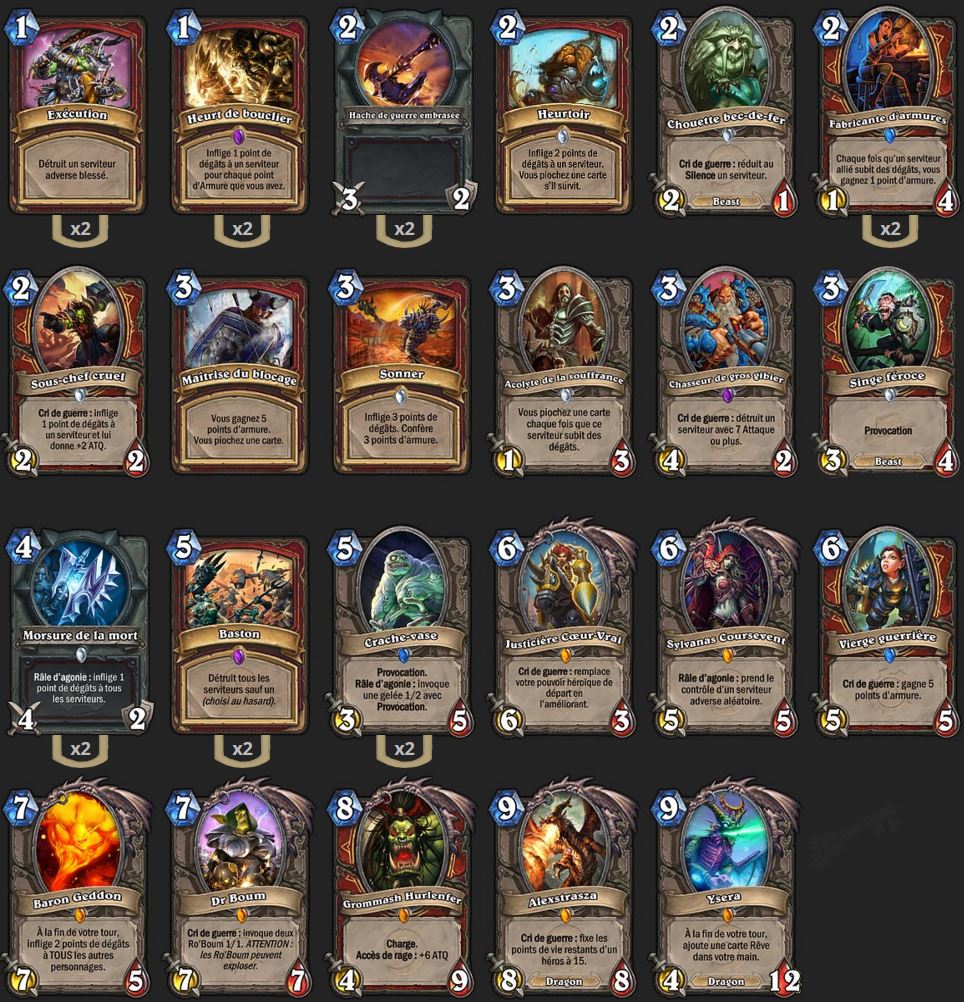 1
Exécution
Détruit un serviteur
adverse blessé.
x2
1
Heurt de bouclier
Inflige 1 point de
dégâts à un serviteur
pour chaque point
d'Armure que vous avez.
x2
2
Hache de guerre embrasée
3
2
x2
2
Heurtoir
Inflige 2 points de
dégâts à un serviteur.
Vous piochez une carte
s'il survit.
2
Chouette bec-de-fer
Cri de guerre : réduit au
Silence un serviteur.
2
Beast
1
2
Fabricante d'armures
Chaque fois qu'un serviteur
allié subit des dégâts, vous
gagnez 1 point d'armure.
1
4
x2
2
Sous-chef cruel
Cri de guerre : inflige
1 point de dégâts à
un serviteur et lui
donne +2 ATQ.
2
2
3
Maîtrise du blocage
Vous gagnez 5
points d'armure.
Vous piochez une carte.
3
Sonner
Inflige 3 points de
dégâts. Confère
3 points d'armure.
3
Acolyte de la souffrance
Vous piochez une carte
chaque fois que ce
serviteur subit des
dégâts.
1
3
3
Chasseur de gros gibier
Cri de guerre : détruit un
serviteur avec 7 Attaque
ou plus.
4
2
3
Singe féroce
Provocation
3
Beast
4
4
Morsure de la mort
Râle d'agonie : inflige 1
point de dégâts à tous
les serviteurs.
4
2
x2
5
Baston
Détruit tous les
serviteurs sauf un
(choisi au hasard).
x2
5
Crache-vase
Provocation.
Râle d'agonie : invoque
une gelée 1/2 avec
Provocation.
3
5
x2
6
Justicière Cœur-Vrai
Cri de guerre : remplace
votre pouvoir héroïque de
départ en
l'améliorant.
6
3
6
Sylvanas Coursevent
Râle d'agonie : prend le
contrôle d'un serviteur
adverse aléatoire.
5
5
6
Vierge guerrière
Cri de guerre : gagne 5
points d'armure.
5
5
7
Baron Geddon
À la fin de votre tour,
inflige 2 points de dégâts
à TOUS les autres
personnages.
7
5
7
Dr Boum
Cri de guerre : invoque deux
Ro'Boum 1/1. ATTENTION :
les Ro'Boum peuvent
exploser.
7
7
8
Grommash Hurlenfer
Charge.
Accès de rage : +6 ATQ
4
9
9
Alexstrasza
Cri de guerre : fixe les
points de vie restants d'un
héros à 15.
8
Dragon
8
9
Ysera
À la fin de votre tour,
ajoute une carte Rêve
dans votre main.
4
Dragon
12